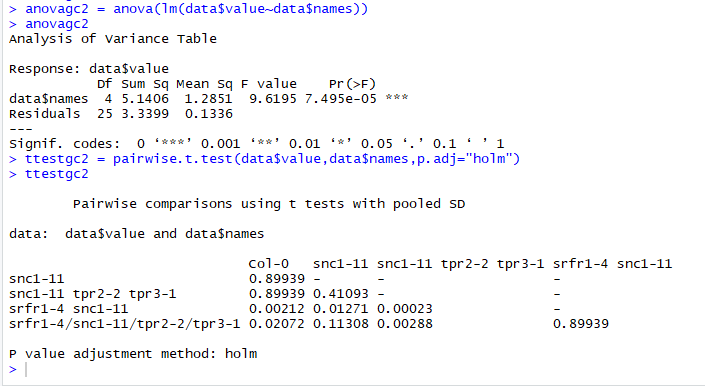 > anovagc2 = anova(lm(data$value~data$names))
> anovagc2
Analysis of Variance Table

Response: data$value
           Df Sum Sq Mean Sq F value    Pr(>F)
data$names  4 5.1406  1.2851  9.6195 7.495e-05 ***
Residuals  25 3.3399  0.1336
---
Signif. codes:  0 ‘***’ 0.001 ‘**’ 0.01 ‘*’ 0.05 ‘.’ 0.1 ‘ ’ 1
> ttestgc2 = pairwise.t.test(data$value,data$names,p.adj="holm")
> ttestgc2

        Pairwise comparisons using t tests with pooled SD

data:  data$value and data$names

                              Col-0   snc1-11 snc1-11 tpr2-2 tpr3-1 srfr1-4 snc1-11
snc1-11                       0.89939 -       -                     -
snc1-11 tpr2-2 tpr3-1         0.89939 0.41093 -                     -
srfr1-4 snc1-11               0.00212 0.01271 0.00023               -
srfr1-4/snc1-11/tpr2-2/tpr3-1 0.02072 0.11308 0.00288               0.89939

P value adjustment method: holm
>